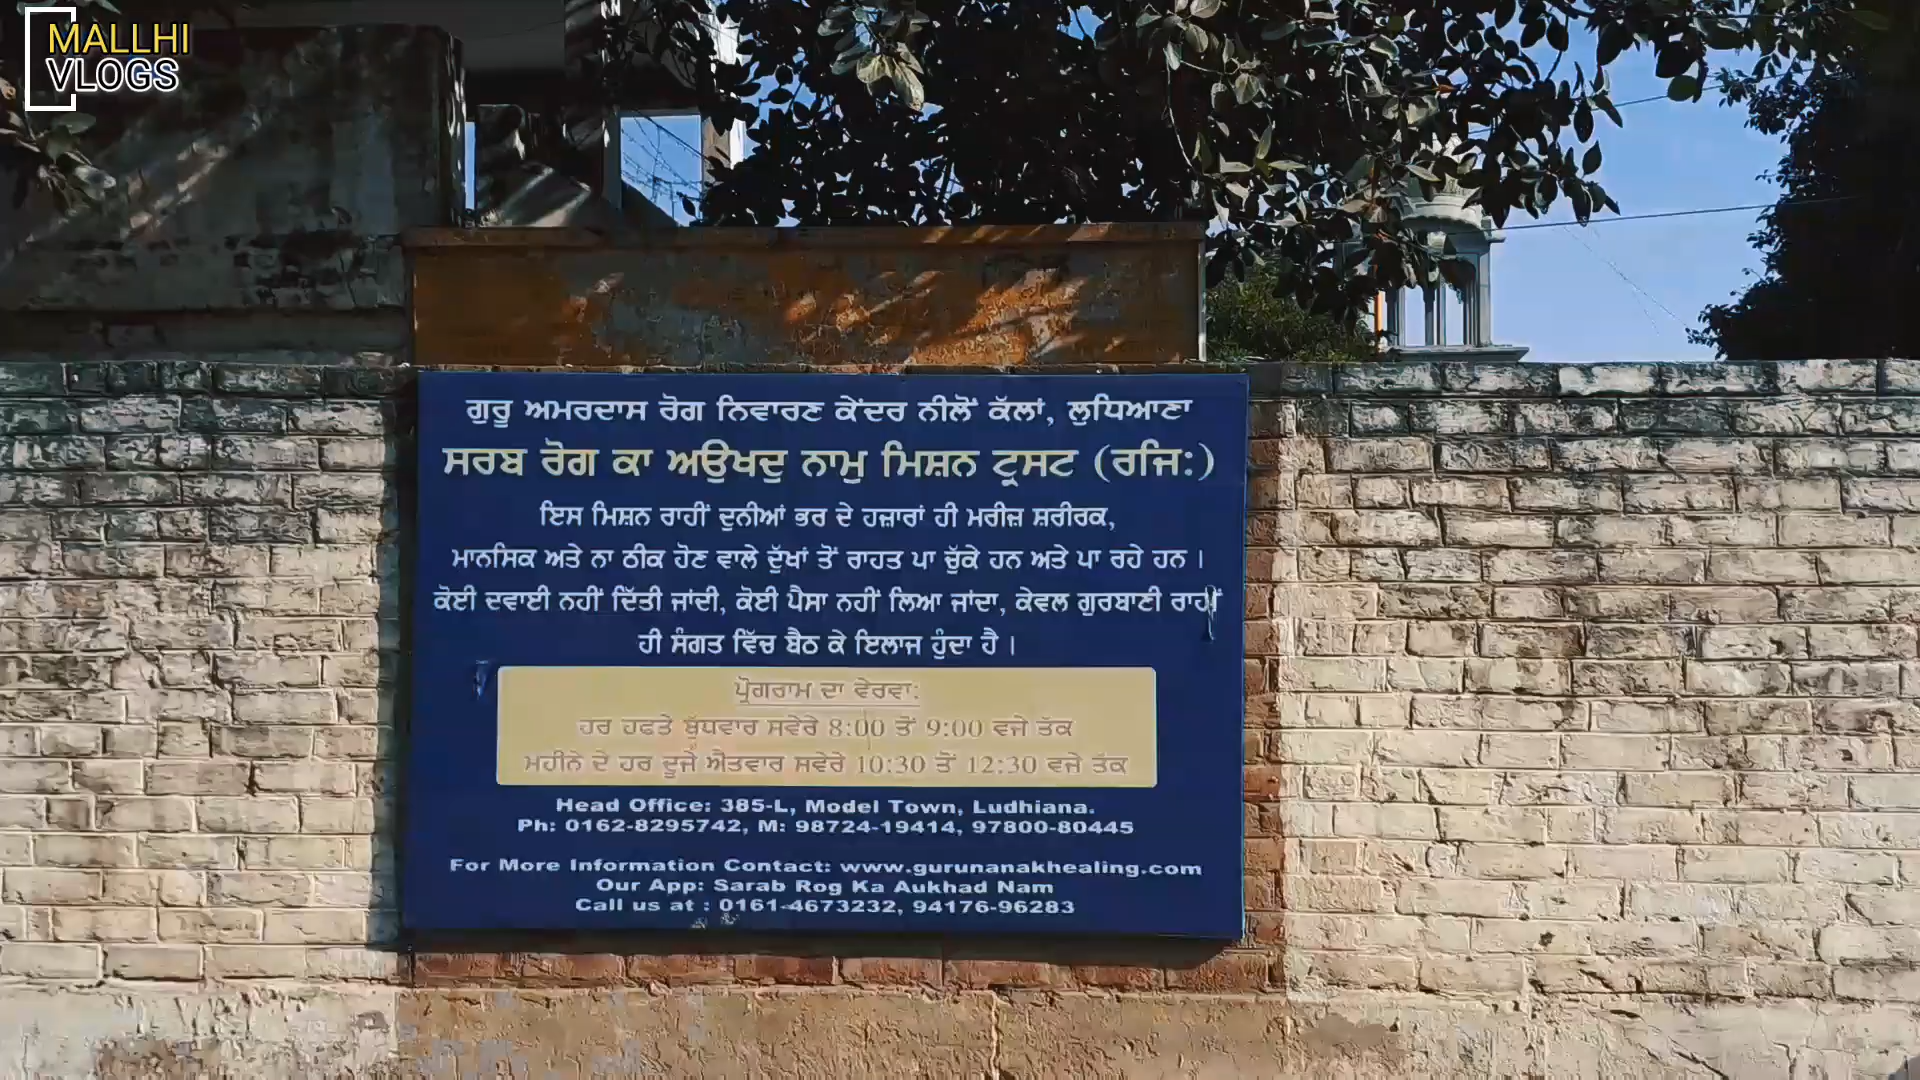 MALLHI
VLOGS
ਗੁਰੂ ਅਮਰਦਾਸ ਰੋਗ ਨਿਵਾਰਣ ਕੇਂਦਰ ਨੀਲੋਂ ਕੱਲਾਂ, ਲੁਧਿਆਣਾ
ਸਰਬ ਰੋਗ ਕਾ ਅਉਖਦੁ ਨਾਮੁ ਮਿਸ਼ਨ ਟ੍ਰਸਟ (ਰਜਿ:)
ਇਸ ਮਿਸ਼ਨ ਰਾਹੀਂ ਦੁਨੀਆਂ ਭਰ ਦੇ ਹਜ਼ਾਰਾਂ ਹੀ ਮਰੀਜ਼ ਸ਼ਰੀਰਕ,
ਮਾਨਸਿਕ ਅਤੇ ਨਾ ਠੀਕ ਹੋਣ ਵਾਲੇ ਦੁੱਖਾਂ ਤੋਂ ਰਾਹਤ ਪਾ ਚੁੱਕੇ ਹਨ ਅਤੇ ਪਾ ਰਹੇ ਹਨ ।
ਕੋਈ ਦਵਾਈ ਨਹੀਂ ਦਿੱਤੀ ਜਾਂਦੀ, ਕੋਈ ਪੈਸਾ ਨਹੀਂ ਲਿਆ ਜਾਂਦਾ, ਕੇਵਲ ਗੁਰਬਾਣੀ ਰਾਹੀਂ
ਹੀ ਸੰਗਤ ਵਿੱਚ ਬੈਠ ਕੇ ਇਲਾਜ ਹੁੰਦਾ ਹੈ ।
ਪ੍ਰੋਗਰਾਮ ਦਾ ਵੇਰਵਾ:
ਹਰ ਹਫਤੇ ਬੁੱਧਵਾਰ ਸਵੇਰੇ 8:00 ਤੋਂ 9:00 ਵਜੇ ਤੱਕ
ਮਹੀਨੇ ਦੇ ਹਰ ਦੂਜੇ ਐਤਵਾਰ ਸਵੇਰੇ 10:30 ਤੋਂ 12:30 ਵਜੇ ਤੱਕ
Head Office: 385-L, Model Town, Ludhiana.
Ph: 0162-8295742, M: 98724-19414, 97800-80445
For More Information Contact: www.gurunanakhealing.com
Our App: Sarab Rog Ka Aukhad Nam
Call us at : 0161-4673232, 94176-96283